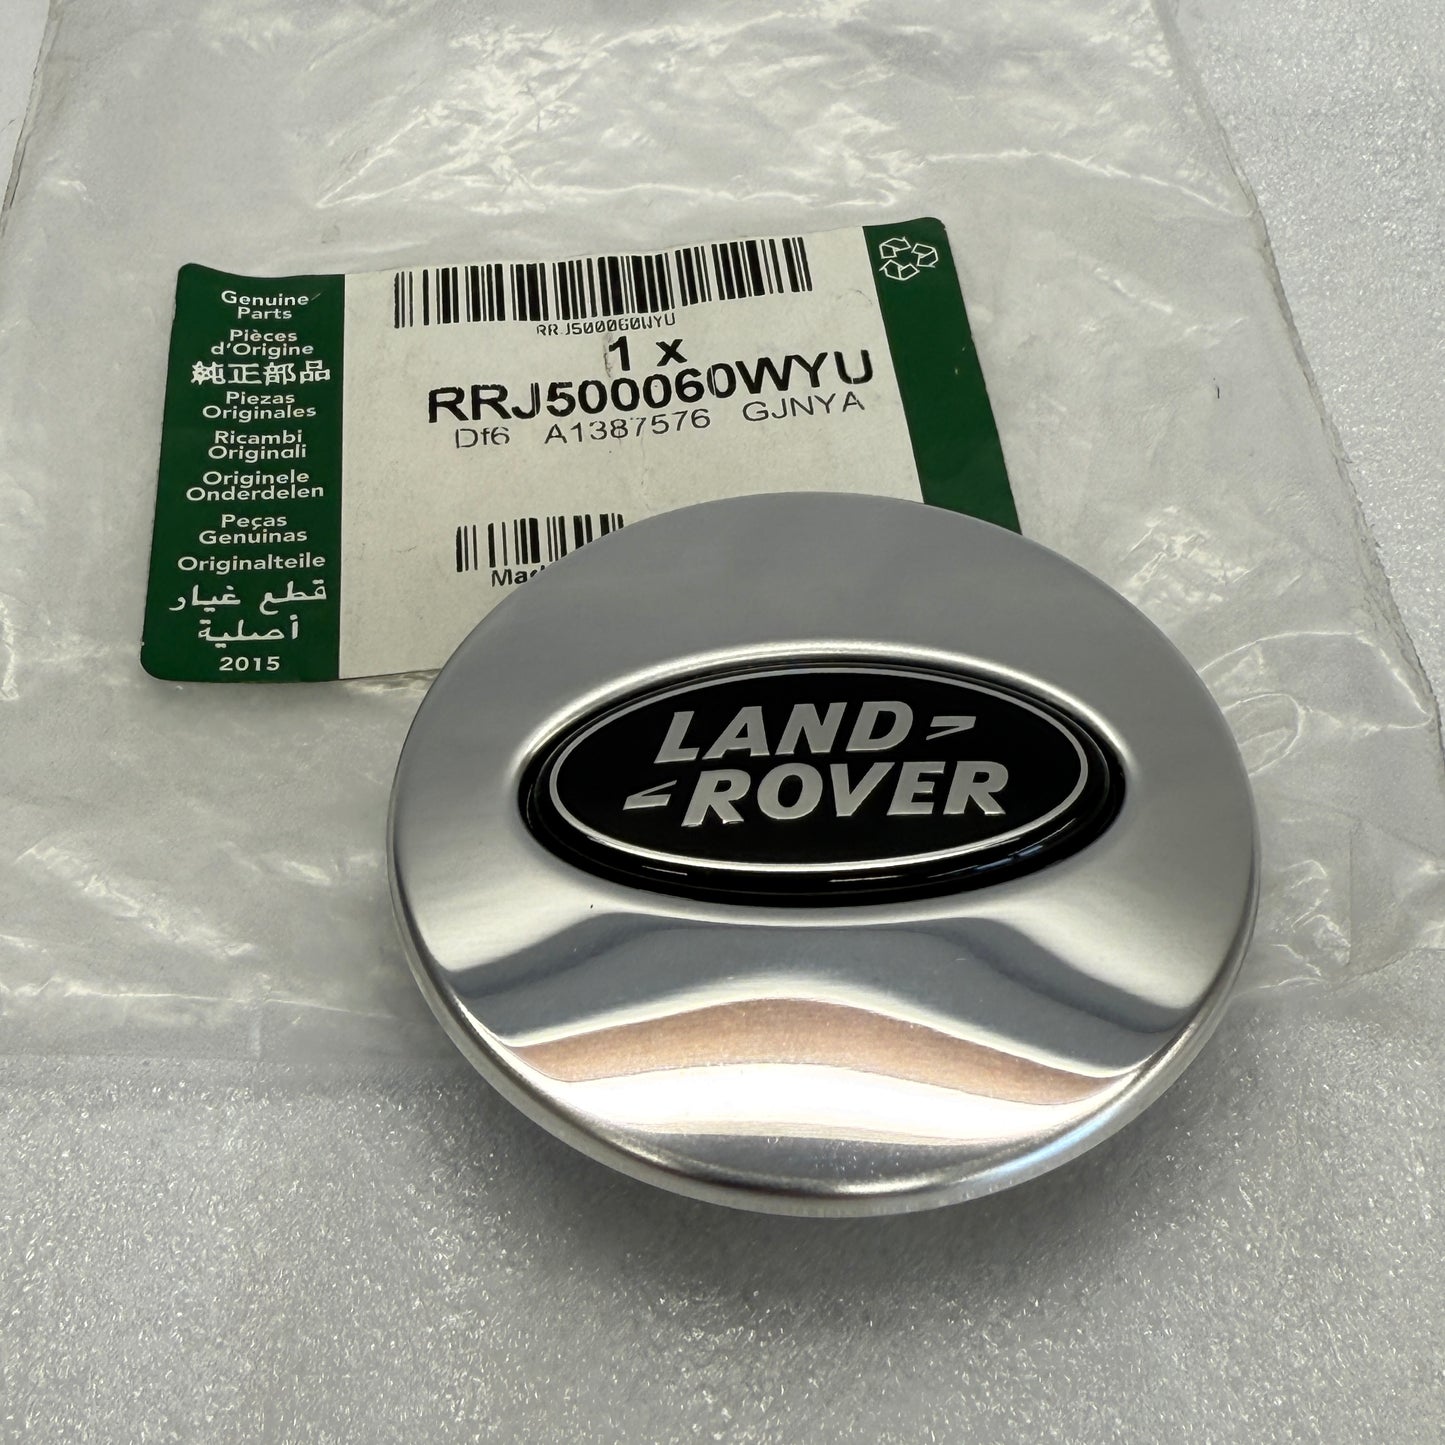 Genuine
Parts
Pièces
d'Origine
純正部品
Piezas
Originales
Ricambi
Originali
Originele
Onderdelen
Peças
Genuinas
Originalteile
قطع غيار
أصلية
2015
RRJ500060WYU
1 x
RRJ500060WYU
Df6 A1387576 GJNYA
LAND
ROVER